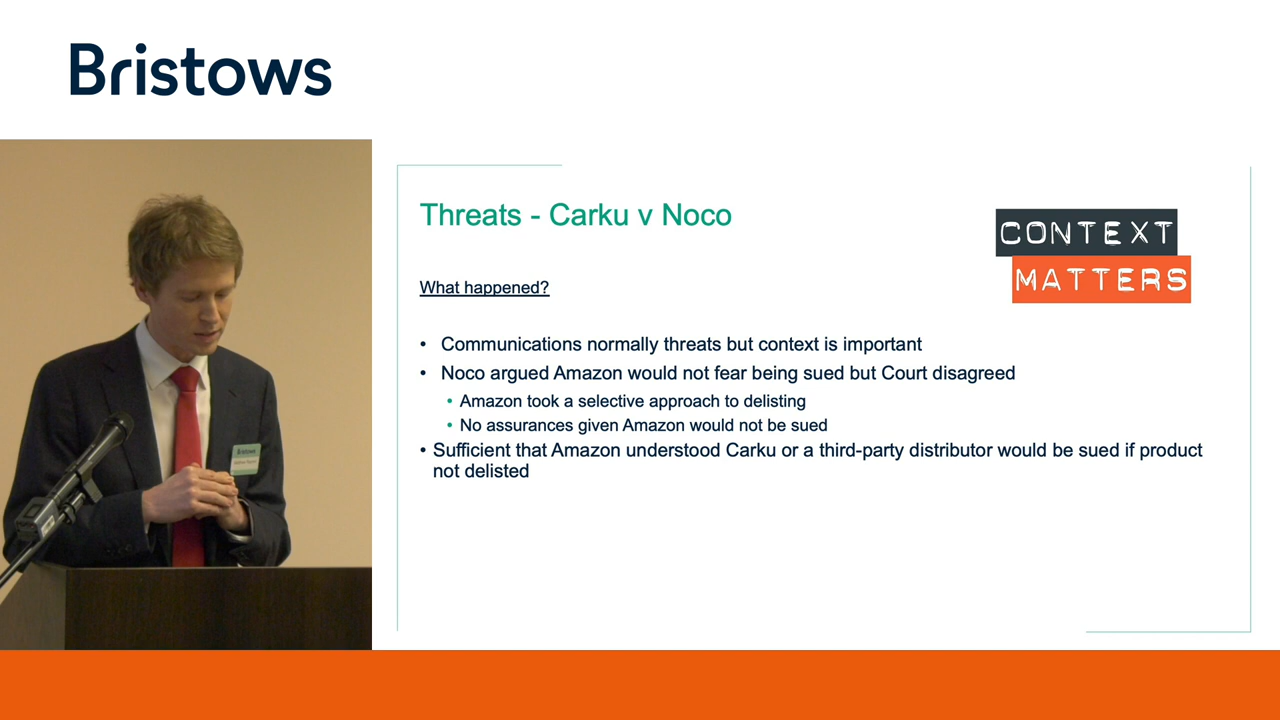 Bristows
Threats - Carku v Noco
CONTEXT
MATTERS
What happened?
• Communications normally threats but context is important
• Noco argued Amazon would not fear being sued but Court disagreed
• Amazon took a selective approach to delisting
• No assurances given Amazon would not be sued
• Sufficient that Amazon understood Carku or a third-party distributor would be sued if product
not delisted
Bristows